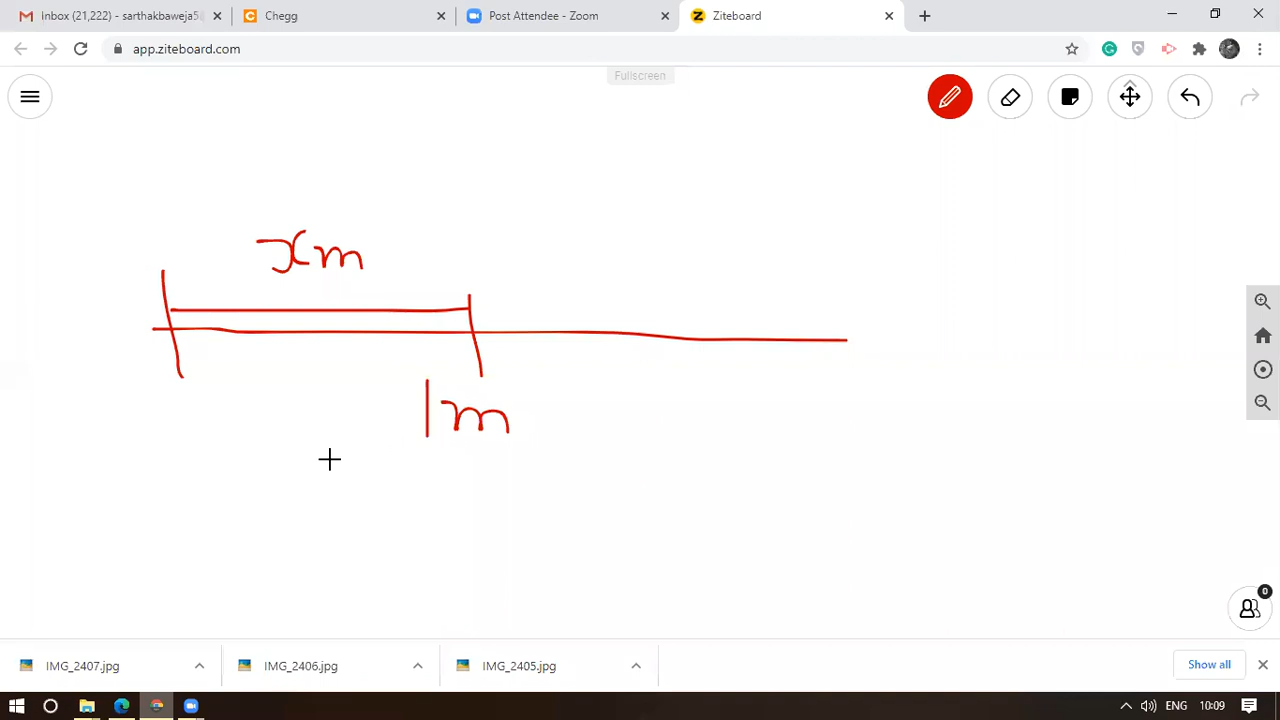 Inbox (21,222) - sarthakbaweja5
Chegg
Post Attendee - Zoom
Ziteboard
app.ziteboard.com
Fullscreen
xm
1m
0
IMG_2407.jpg
IMG_2406.jpg
IMG_2405.jpg
Show all
ENG
10:09